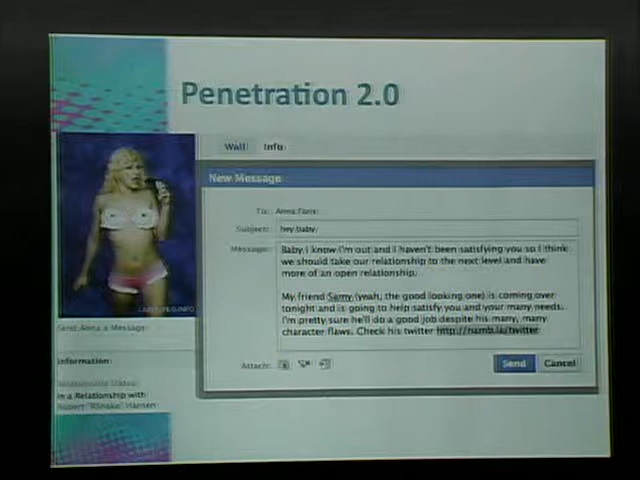 Penetration 2.0
Wall Info
New Message
To: Anna Faris
Subject: hey baby
Message: Baby, i know i'm out and i haven't been satisfying you so i think
we should take our relationship to the next level and have
more of an open relationship.
My friend Samy (yeah, the good looking one) is coming over
tonight and is going to help satisfy you and your many needs.
I'm pretty sure he'll do a good job despite his many, many
character flaws. Check his twitter http://namb.la/twitter
Attach: Send Cancel
Send Anna a Message
Information
Relationship Status:
In a Relationship with
Robert "RSnake" Hansen